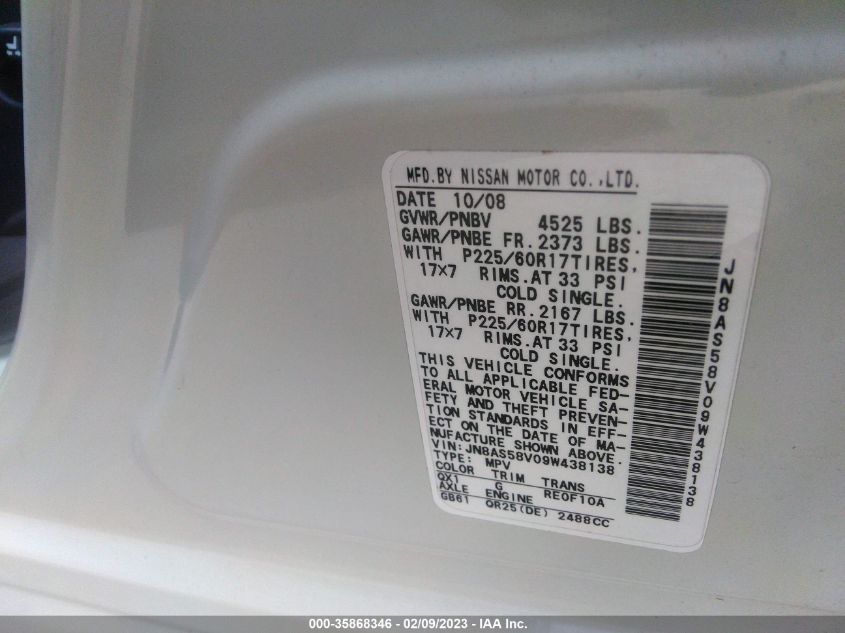 MFD.BY NISSAN MOTOR CO.,LTD.
DATE 10/08
GVWR/PNBV 4525 LBS.
GAWR/PNBE FR. 2373 LBS.
WITH P225/60R17TIRES,
17×7 RIMS.AT 33 PSI
COLD SINGLE.
GAWR/PNBE RR. 2167 LBS.
WITH P225/60R17TIRES,
17×7 RIMS.AT 33 PSI
COLD SINGLE.
THIS VEHICLE CONFORMS
TO ALL APPLICABLE FED-
ERAL MOTOR VEHICLE SA-
FETY AND THEFT PREVEN-
TION STANDARDS IN EFF-
ECT ON THE DATE OF MA-
NUFACTURE SHOWN ABOVE.
VIN:JN8AS58V09W438138
TYPE: MPV
COLOR TRIM TRANS
QX1 G RE0F10A
AXLE ENGINE
GB61 QR25(DE) 2488CC
JN8AS58V09W438138
000-35868346 - 02/09/2023 - IAA Inc.